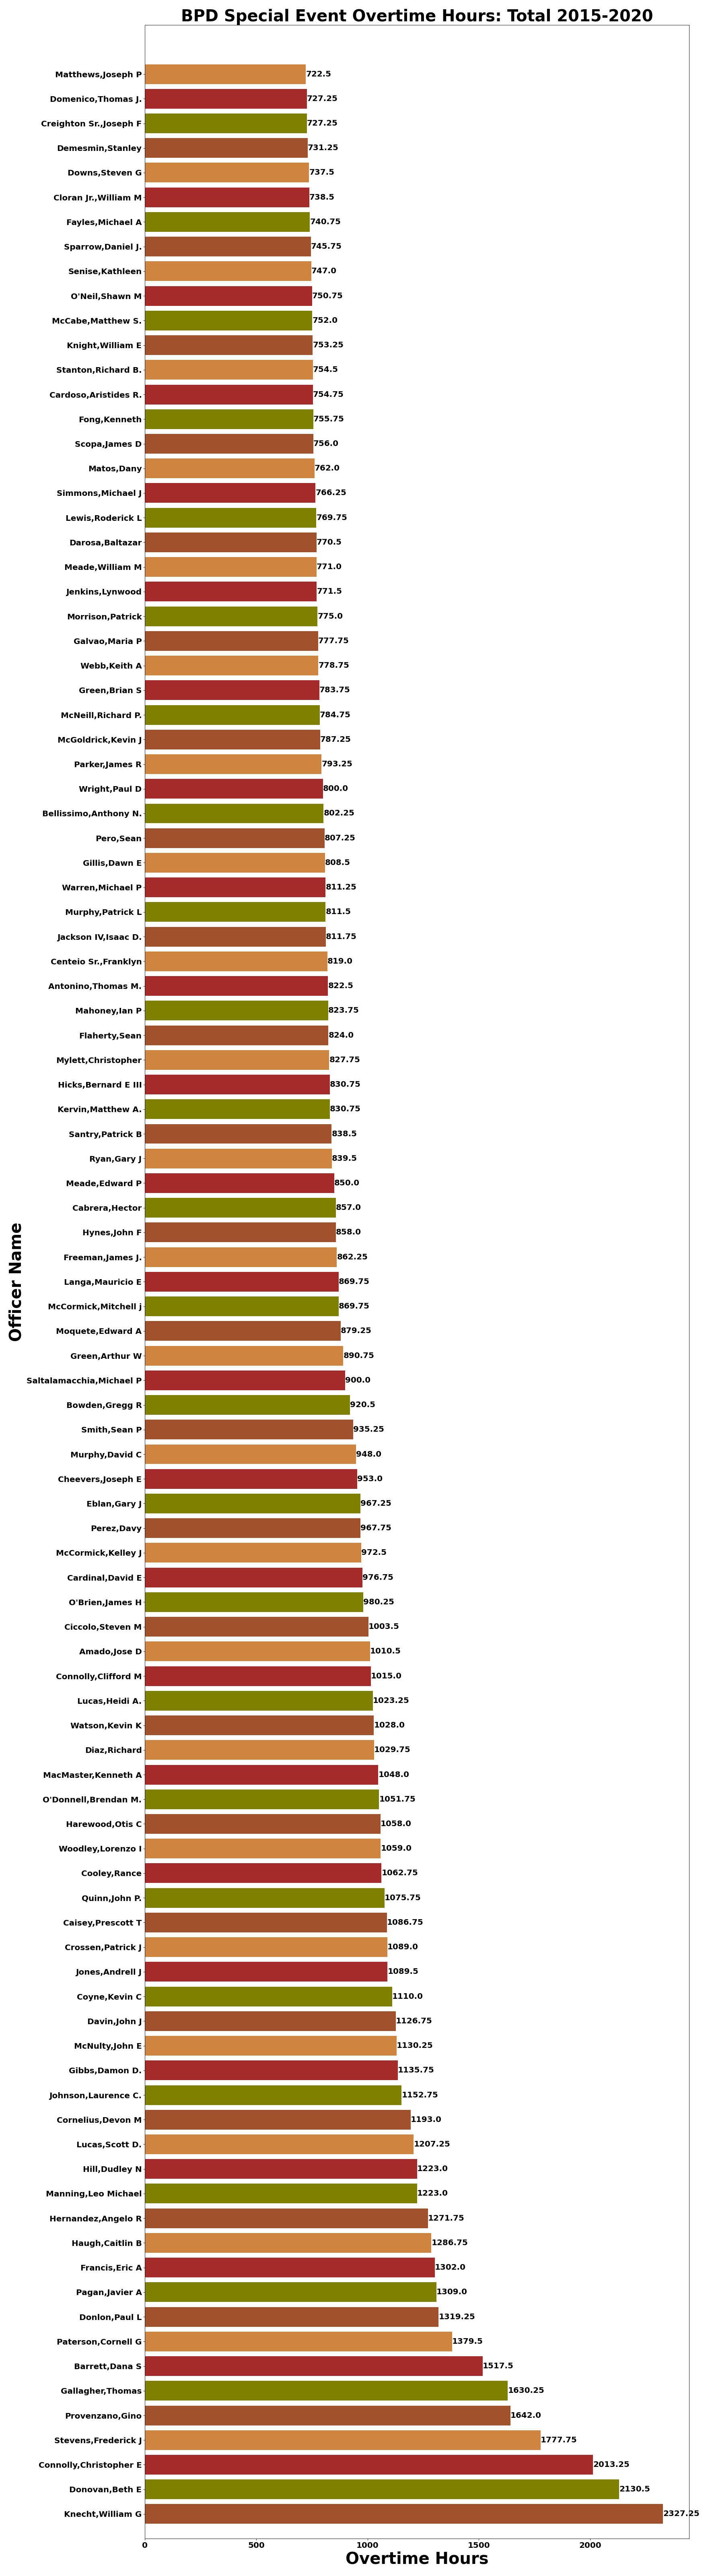 BPD Special Event Overtime Hours: Total 2015-2020
Matthews,Joseph P 722.5
Domenico,Thomas J. 727.25
Creighton Sr.,Joseph F 727.25
Demesmin,Stanley 731.25
Downs,Steven G 737.5
Cloran Jr.,William M 738.5
Fayles,Michael A 740.75
Sparrow,Daniel J. 745.75
Senise,Kathleen 747.0
O'Neil,Shawn M 750.75
McCabe,Matthew S. 752.0
Knight,William E 753.25
Stanton,Richard B. 754.5
Cardoso,Aristides R. 754.75
Fong,Kenneth 755.75
Scopa,James D 756.0
Matos,Dany 762.0
Simmons,Michael J 766.25
Lewis,Roderick L 769.75
Darosa,Baltazar 770.5
Meade,William M 771.0
Jenkins,Lynwood 771.5
Morrison,Patrick 775.0
Galvao,Maria P 777.75
Webb,Keith A 778.75
Green,Brian S 783.75
McNeill,Richard P. 784.75
McGoldrick,Kevin J 787.25
Parker,James R 793.25
Wright,Paul D 800.0
Bellissimo,Anthony N. 802.25
Pero,Sean 807.25
Gillis,Dawn E 808.5
Warren,Michael P 811.25
Murphy,Patrick L 811.5
Jackson IV,Isaac D. 811.75
Centeio Sr.,Franklyn 819.0
Antonino,Thomas M. 822.5
Mahoney,Ian P 823.75
Flaherty,Sean 824.0
Mylett,Christopher 827.75
Hicks,Bernard E III 830.75
Kervin,Matthew A. 830.75
Santry,Patrick B 838.5
Ryan,Gary J 839.5
Meade,Edward P 850.0
Cabrera,Hector 857.0
Hynes,John F 858.0
Freeman,James J. 862.25
Langa,Mauricio E 869.75
McCormick,Mitchell j 869.75
Moquete,Edward A 879.25
Green,Arthur W 890.75
Saltalamacchia,Michael P 900.0
Bowden,Gregg R 920.5
Smith,Sean P 935.25
Murphy,David C 948.0
Cheevers,Joseph E 953.0
Eblan,Gary J 967.25
Perez,Davy 967.75
McCormick,Kelley J 972.5
Cardinal,David E 976.75
O'Brien,James H 980.25
Ciccolo,Steven M 1003.5
Amado,Jose D 1010.5
Connolly,Clifford M 1015.0
Lucas,Heidi A. 1023.25
Watson,Kevin K 1028.0
Diaz,Richard 1029.75
MacMaster,Kenneth A 1048.0
O'Donnell,Brendan M. 1051.75
Harewood,Otis C 1058.0
Woodley,Lorenzo I 1059.0
Cooley,Rance 1062.75
Quinn,John P. 1075.75
Caisey,Prescott T 1086.75
Crossen,Patrick J 1089.0
Jones,Andrell J 1089.5
Coyne,Kevin C 1110.0
Davin,John J 1126.75
McNulty,John E 1130.25
Gibbs,Damon D. 1135.75
Johnson,Laurence C. 1152.75
Cornelius,Devon M 1193.0
Lucas,Scott D. 1207.25
Hill,Dudley N 1223.0
Manning,Leo Michael 1223.0
Hernandez,Angelo R 1271.75
Haugh,Caitlin B 1286.75
Francis,Eric A 1302.0
Pagan,Javier A 1309.0
Donlon,Paul L 1319.25
Paterson,Cornell G 1379.5
Barrett,Dana S 1517.5
Gallagher,Thomas 1630.25
Provenzano,Gino 1642.0
Stevens,Frederick J 1777.75
Connolly,Christopher E 2013.25
Donovan,Beth E 2130.5
Knecht,William G 2327.25
0 500 1000 1500 2000
Overtime Hours
Officer Name